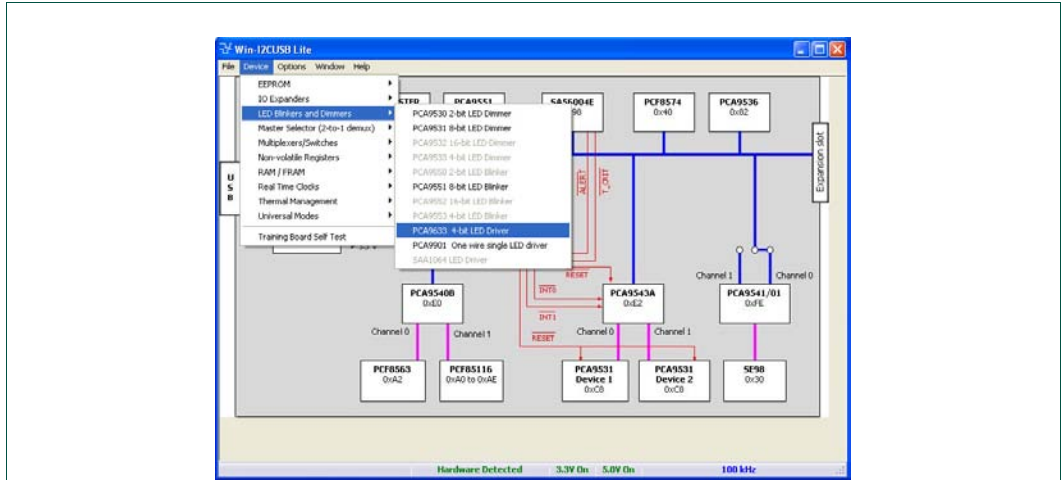 Win-I2CUSB Lite
File Device Options Window Help
EEPROM
IO Expanders
LED Blinkers and Dimmers
Master Selector (2-to-1 demux)
Multiplexers/Switches
Non-volatile Registers
RAM / FRAM
Real Time Clocks
Thermal Management
Universal Modes
Training Board Self Test
PCA9530 2-bit LED Dimmer
PCA9531 8-bit LED Dimmer
PCA9532 16-bit LED Dimmer
PCA9533 4-bit LED Dimmer
PCA9550 2-bit LED Blinker
PCA9551 8-bit LED Blinker
PCA9552 16-bit LED Blinker
PCA9553 4-bit LED Blinker
PCA9633 4-bit LED Driver
PCA9901 One wire single LED driver
SAA1064 LED Driver
PCA9551
SA56004E
PCF8574
0x40
PCA9536
0x82
USB
Expansion slot
ALERT
T_CRIT
RESET
INT0
INT1
RESET
PCA9540B
0xE0
PCA9543A
0xE2
Channel 1
Channel 0
PCA9541/01
0xFE
Channel 0
Channel 1
Channel 0
Channel 1
PCF8563
0xA2
PCF85116
0xA0 to 0xAE
PCA9531
Device 1
0xC8
PCA9531
Device 2
0xC0
SE98
0x30
Hardware Detected 3.3V On 5.0V On 100 kHz